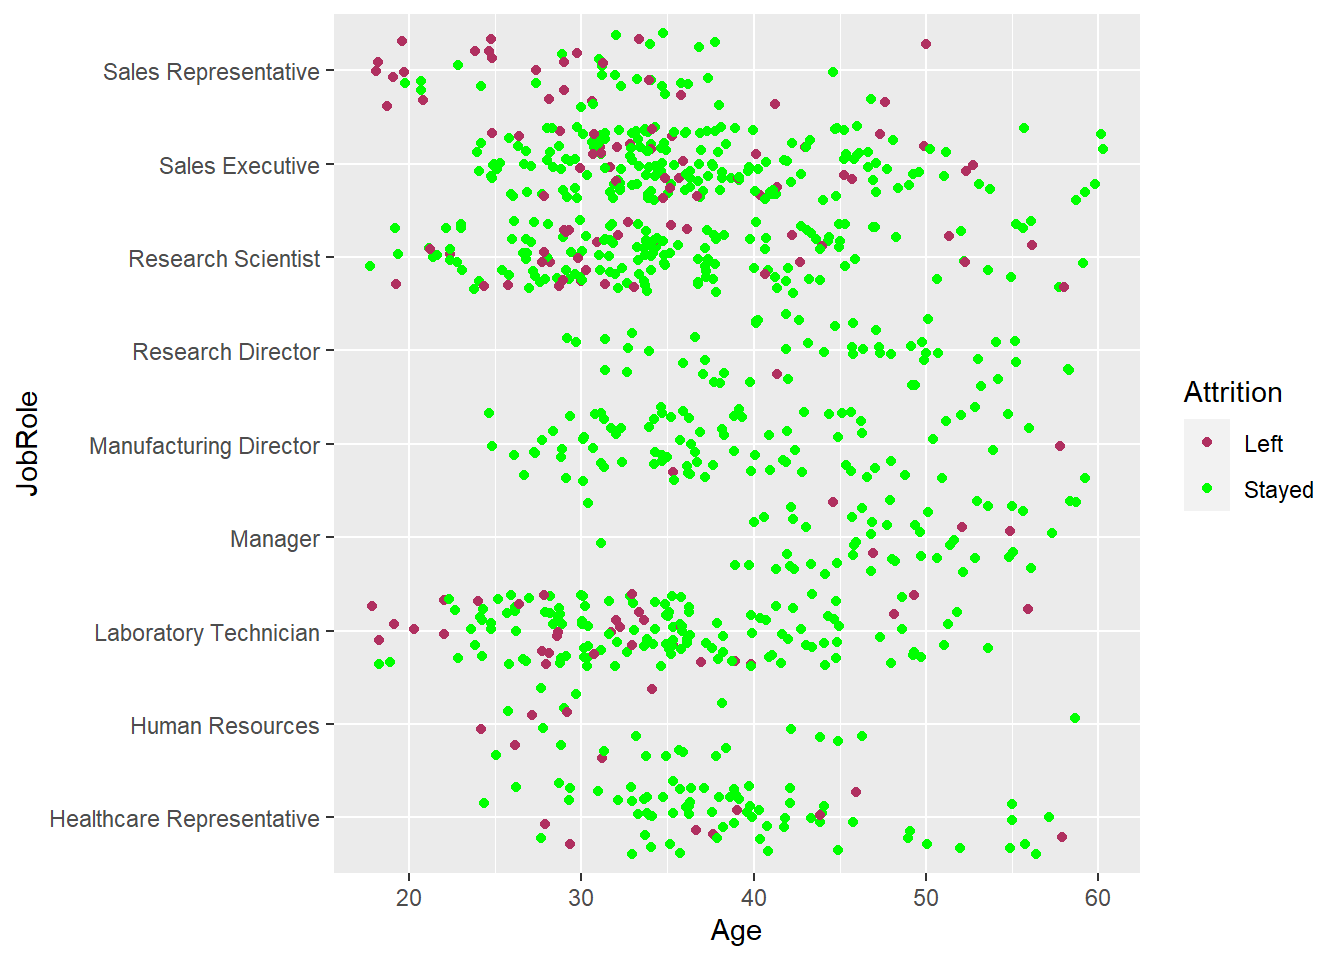 Sales Representative
Sales Executive
Research Scientist
Research Director
Manufacturing Director
Manager
Laboratory Technician
Human Resources
Healthcare Representative
JobRole
20 30 40 50 60
Age
Attrition
Left
Stayed